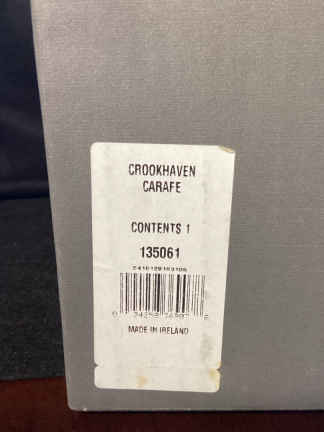 CROOKHAVEN
CARAFE
CONTENTS 1
135061
MADE IN IRELAND